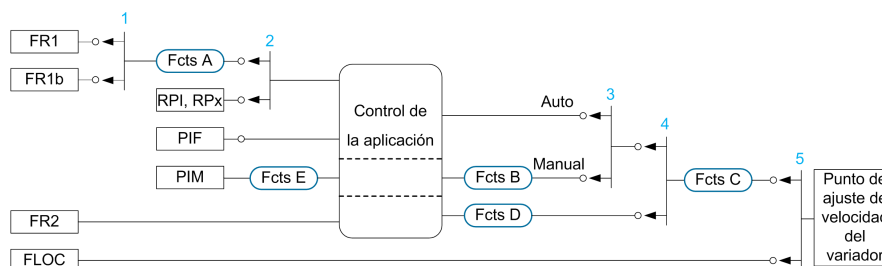 1
FR1
2
Fcts A
FR1b
RPI, RPx
Control de
la aplicación
Auto
3
4
PIF
Manual
5
PIM
Fcts E
Fcts B
Fcts C
Punto de
ajuste de
velocidad
del
variador
FR2
Fcts D
FLOC